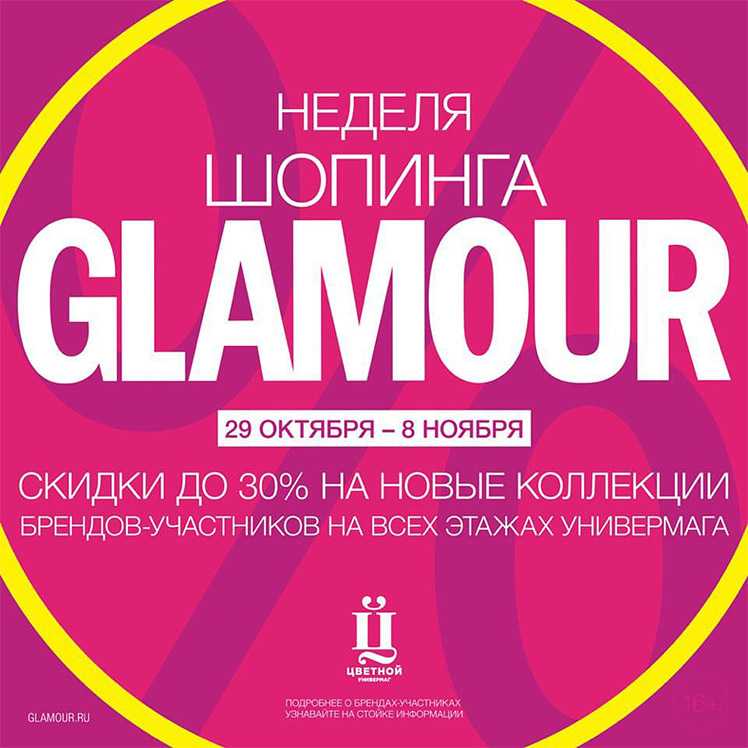 НЕДЕЛЯ
ШОПИНГА
GLAMOUR
29 ОКТЯБРЯ – 8 НОЯБРЯ
СКИДКИ ДО 30% НА НОВЫЕ КОЛЛЕКЦИИ
БРЕНДОВ-УЧАСТНИКОВ НА ВСЕХ ЭТАЖАХ УНИВЕРМАГА
Ц
ЦВЕТНОЙ
УНИВЕРМАГ
ПОДРОБНЕЕ О БРЕНДАХ-УЧАСТНИКАХ
УЗНАВАЙТЕ НА СТОЙКЕ ИНФОРМАЦИИ
GLAMOUR.RU
16+